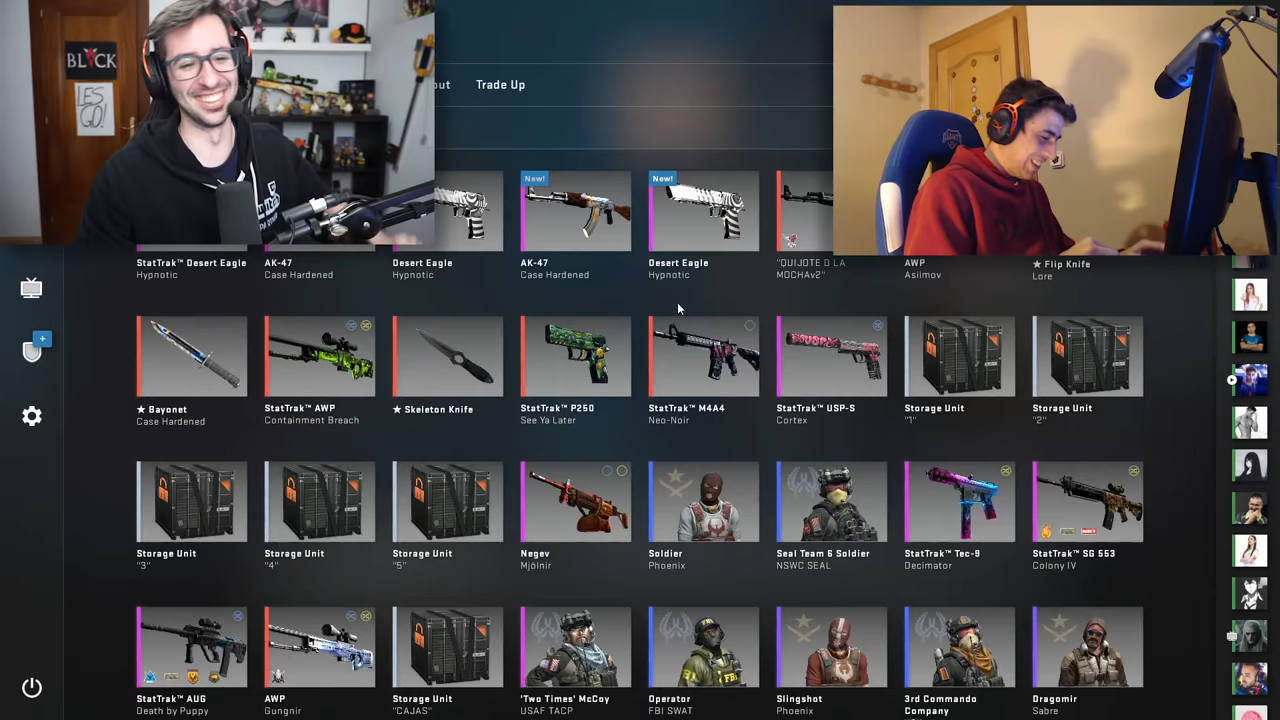 BLICK
LES
GO!
out
Trade Up
New!
New!
StatTrak™ Desert Eagle
Hypnotic
AK-47
Case Hardened
Desert Eagle
Hypnotic
AK-47
Case Hardened
Desert Eagle
Hypnotic
"QUIJOTE D LA
MOCHAv2"
AWP
Asiimov
★ Flip Knife
Lore
★ Bayonet
Case Hardened
StatTrak™ AWP
Containment Breach
★ Skeleton Knife
StatTrak™ P250
See Ya Later
StatTrak™ M4A4
Neo-Noir
StatTrak™ USP-S
Cortex
Storage Unit
"1"
Storage Unit
"2"
Storage Unit
"3"
Storage Unit
"4"
Storage Unit
"5"
Negev
Mjölnir
Soldier
Phoenix
Seal Team 6 Soldier
NSWC SEAL
StatTrak™ Tec-9
Decimator
StatTrak™ SG 553
Colony IV
StatTrak™ AUG
Death by Puppy
AWP
Gungnir
Storage Unit
"CAJAS"
'Two Times' McCoy
USAF TACP
Operator
FBI SWAT
Slingshot
Phoenix
3rd Commando
Company
Dragomir
Sabre